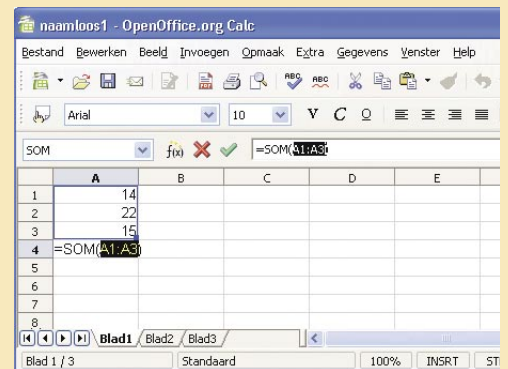 naamloos1 - OpenOffice.org Calc
Bestand Bewerken Beeld Invoegen Opmaak Extra Gegevens Venster Help
ABC ABC
Arial 10 V C O
SOM f(x) =SOM(A1:A3)
A B C D E
1 14
2 22
3 15
4 =SOM(A1:A3)
5
6
7
8
Blad1 Blad2 Blad3
Blad 1 / 3 Standaard 100% INSRT